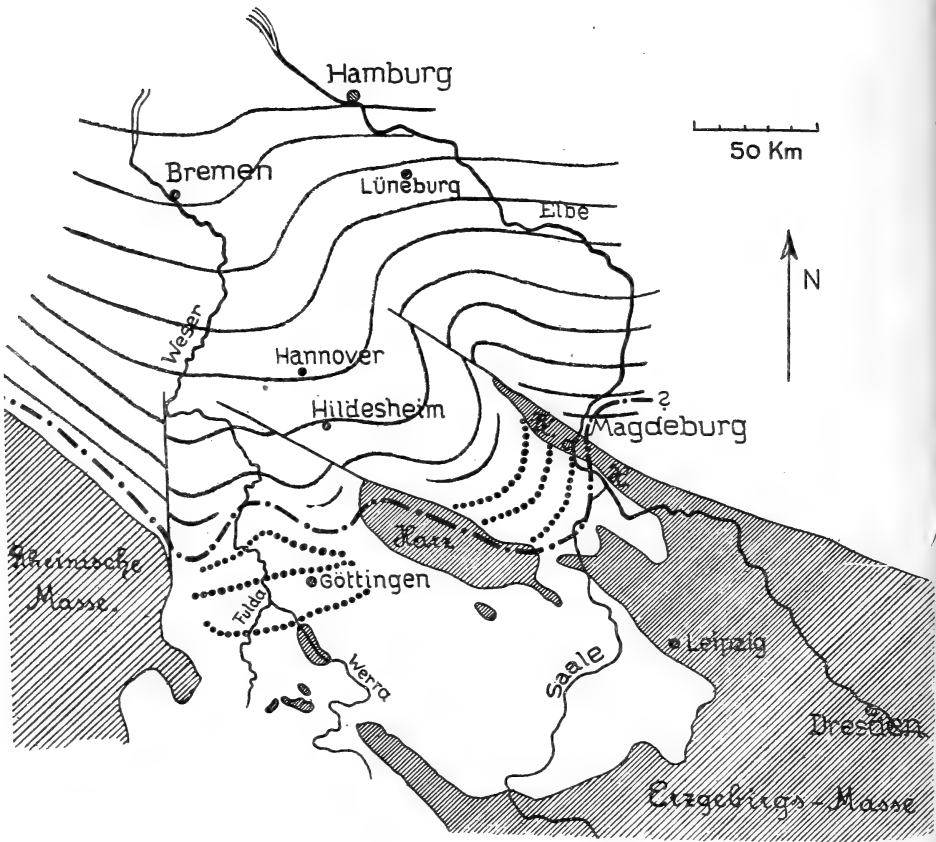 Hamburg
50 Km
Bremen
Lüneburg
Elbe
N
Weser
Hannover
Hildesheim
?
Magdeburg
Harz
Rheinische
Masse.
Göttingen
Fulda
Werra
Saale
Leipzig
Dresden
Erzgebirgs-Masse